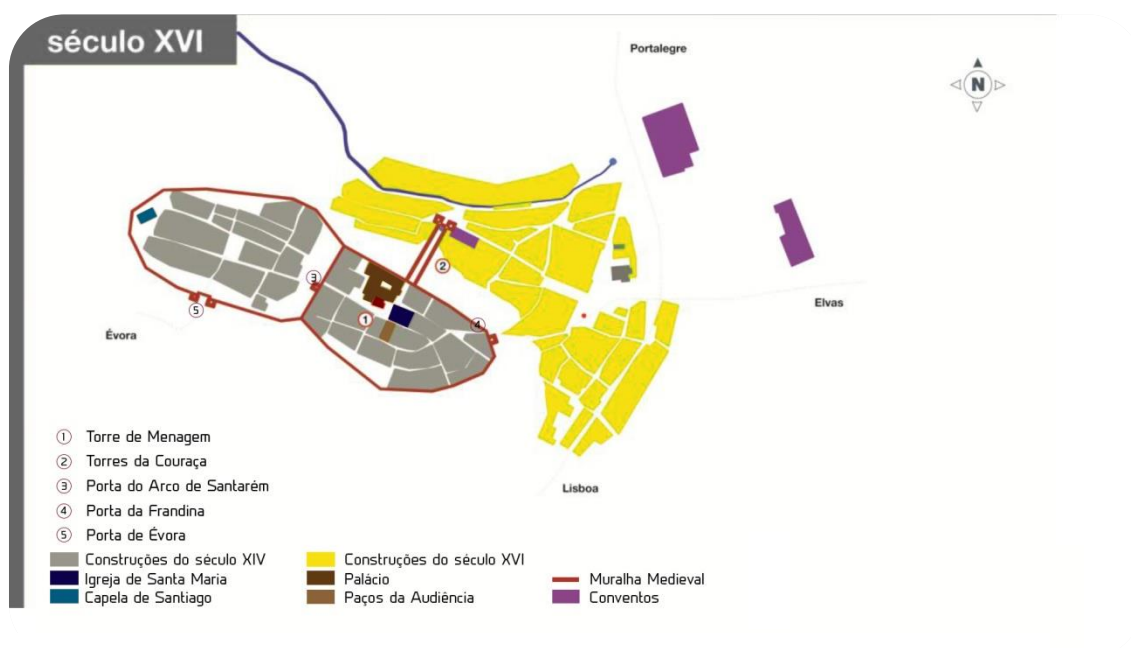 século XVI
Portalegre
N
2
3
5
1
4
Elvas
Évora
Lisboa
1 Torre de Menagem
2 Torres da Couraça
3 Porta do Arco de Santarém
4 Porta da Frandina
5 Porta de Évora
Construções do século XIV
Construções do século XVI
Igreja de Santa Maria
Palácio
Muralha Medieval
Capela de Santiago
Paços da Audiência
Conventos